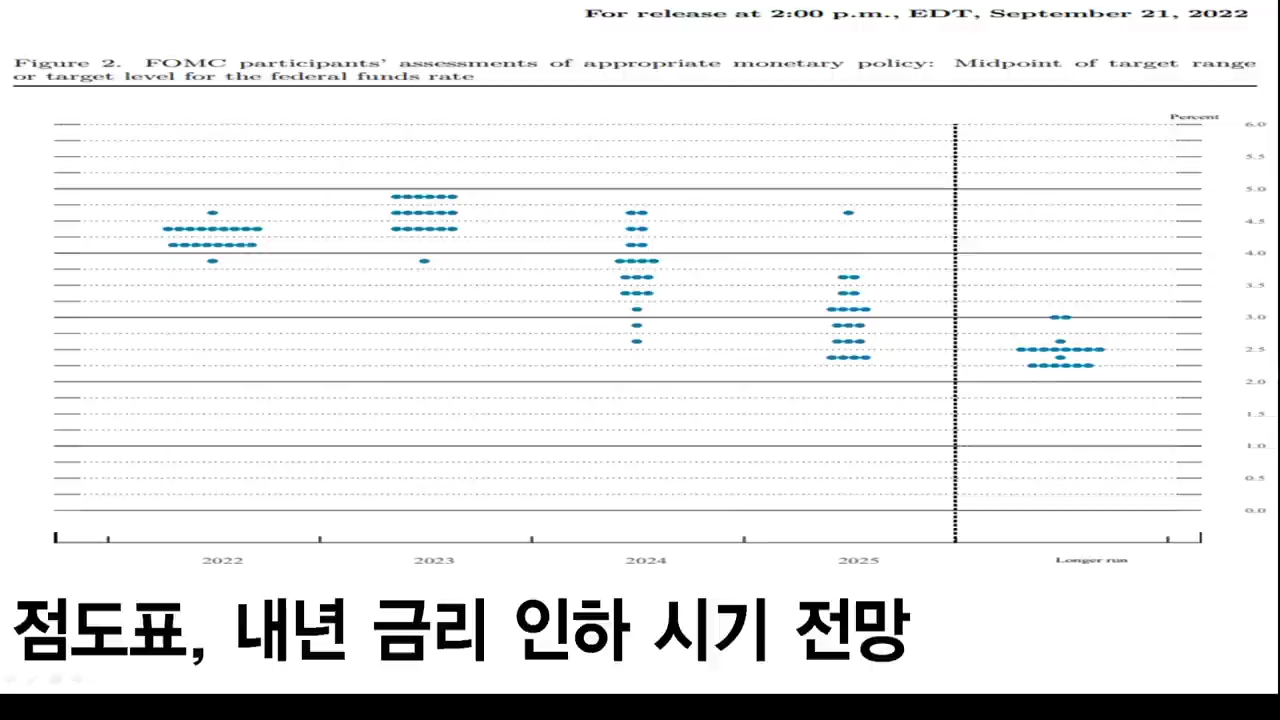 For release at 2:00 p.m., EDT, September 21, 2022
Figure 2. FOMC participants' assessments of appropriate monetary policy: Midpoint of target range
or target level for the federal funds rate
Percent
6.0
5.5
5.0
4.5
4.0
3.5
3.0
2.5
2.0
1.5
1.0
0.5
0.0
2022 2023 2024 2025 Longer run
점도표, 내년 금리 인하 시기 전망